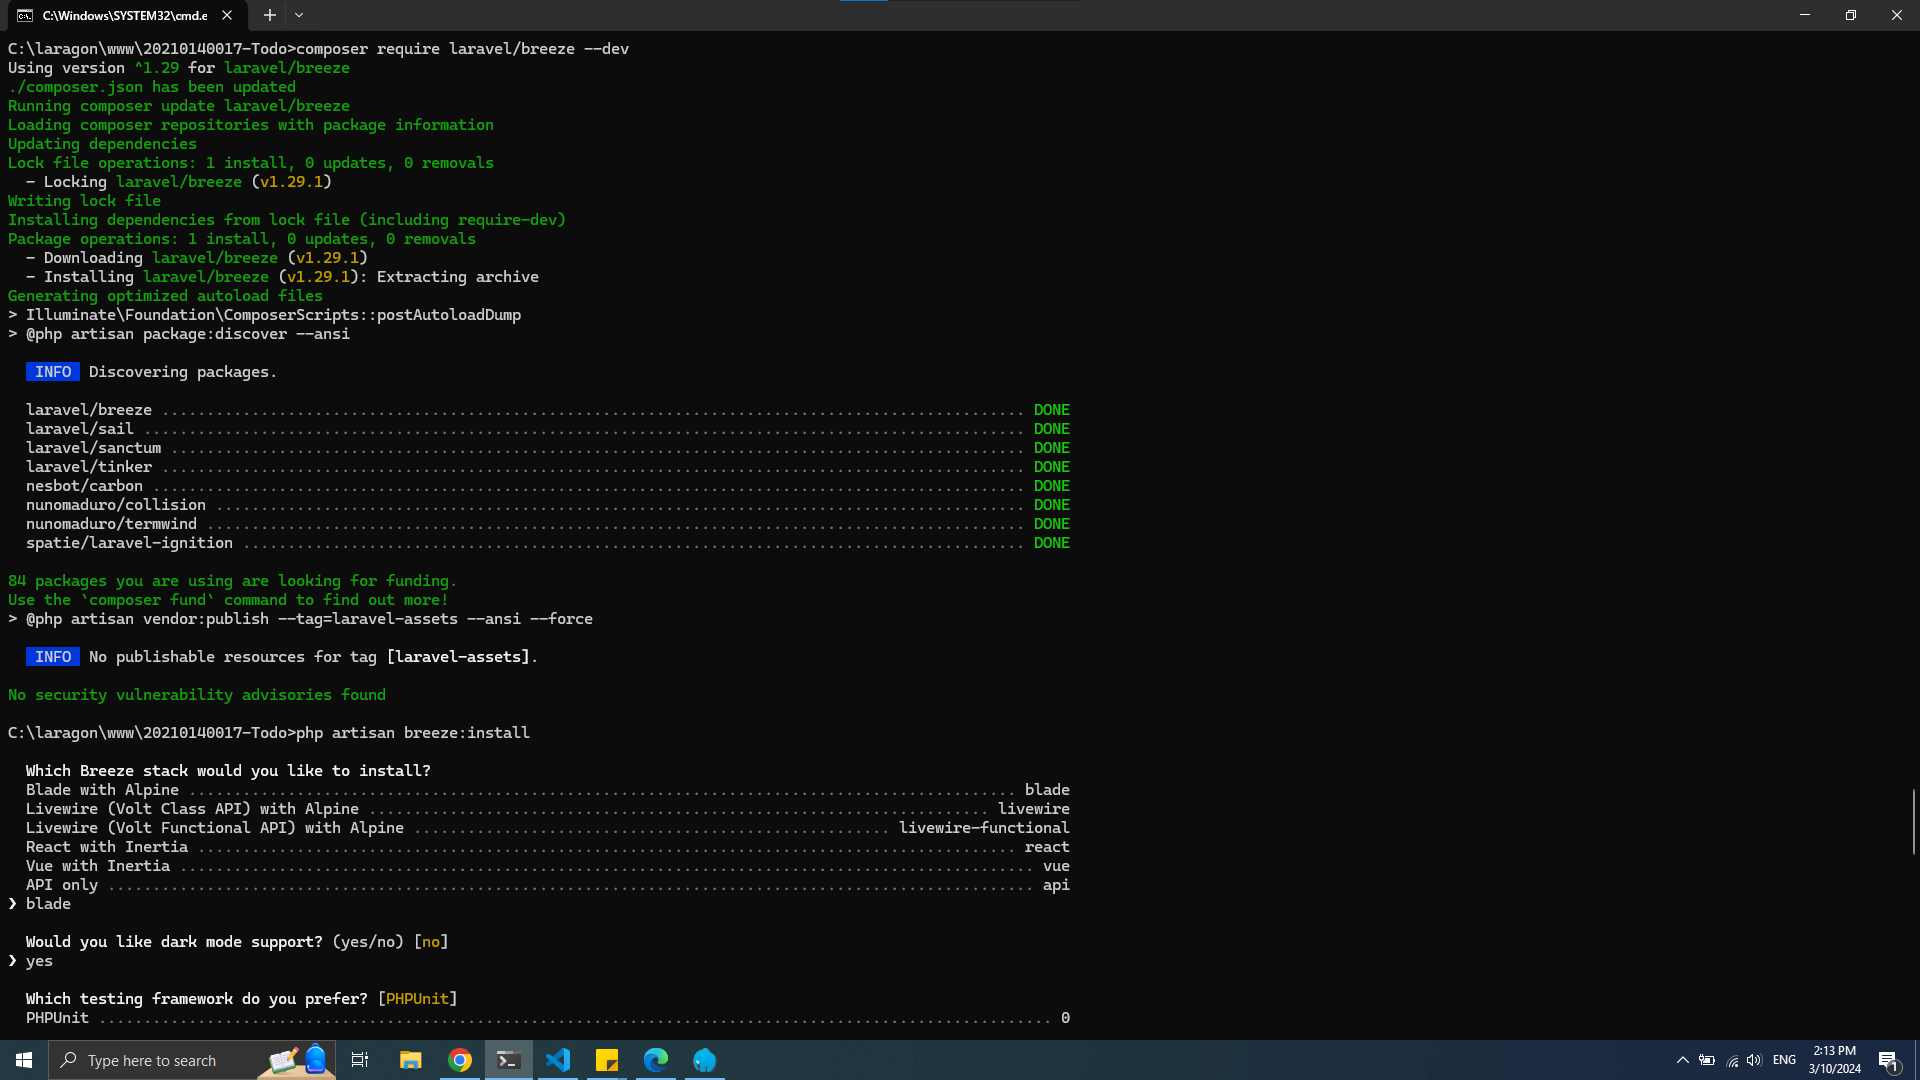 C:\Windows\SYSTEM32\cmd.e
C:\laragon\www\20210140017-Todo>composer require laravel/breeze --dev
Using version ^1.29 for laravel/breeze
./composer.json has been updated
Running composer update laravel/breeze
Loading composer repositories with package information
Updating dependencies
Lock file operations: 1 install, 0 updates, 0 removals
  - Locking laravel/breeze (v1.29.1)
Writing lock file
Installing dependencies from lock file (including require-dev)
Package operations: 1 install, 0 updates, 0 removals
  - Downloading laravel/breeze (v1.29.1)
  - Installing laravel/breeze (v1.29.1): Extracting archive
Generating optimized autoload files
> Illuminate\Foundation\ComposerScripts::postAutoloadDump
> @php artisan package:discover --ansi
INFO  Discovering packages.
laravel/breeze ................................................................................................ DONE
laravel/sail .................................................................................................. DONE
laravel/sanctum ............................................................................................... DONE
laravel/tinker ................................................................................................ DONE
nesbot/carbon ................................................................................................. DONE
nunomaduro/collision .......................................................................................... DONE
nunomaduro/termwind ........................................................................................... DONE
spatie/laravel-ignition ....................................................................................... DONE
84 packages you are using are looking for funding.
Use the `composer fund` command to find out more!
> @php artisan vendor:publish --tag=laravel-assets --ansi --force
INFO  No publishable resources for tag [laravel-assets].
No security vulnerability advisories found
C:\laragon\www\20210140017-Todo>php artisan breeze:install
Which Breeze stack would you like to install?
Blade with Alpine ............................................................................................ blade
Livewire (Volt Class API) with Alpine ..................................................................... livewire
Livewire (Volt Functional API) with Alpine ..................................................... livewire-functional
React with Inertia ........................................................................................... react
Vue with Inertia ............................................................................................... vue
API only ....................................................................................................... api
❯ blade
Would you like dark mode support? (yes/no) [no]
❯ yes
Which testing framework do you prefer? [PHPUnit]
PHPUnit .......................................................................................................... 0
Type here to search
ENG
2:13 PM
3/10/2024
1